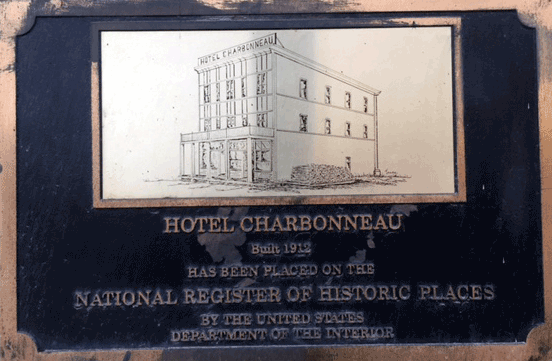 HOTEL CHARBONNEAU
HOTEL CHARBONNEAU
Built 1912
HAS BEEN PLACED ON THE
NATIONAL REGISTER OF HISTORIC PLACES
BY THE UNITED STATES
DEPARTMENT OF THE INTERIOR